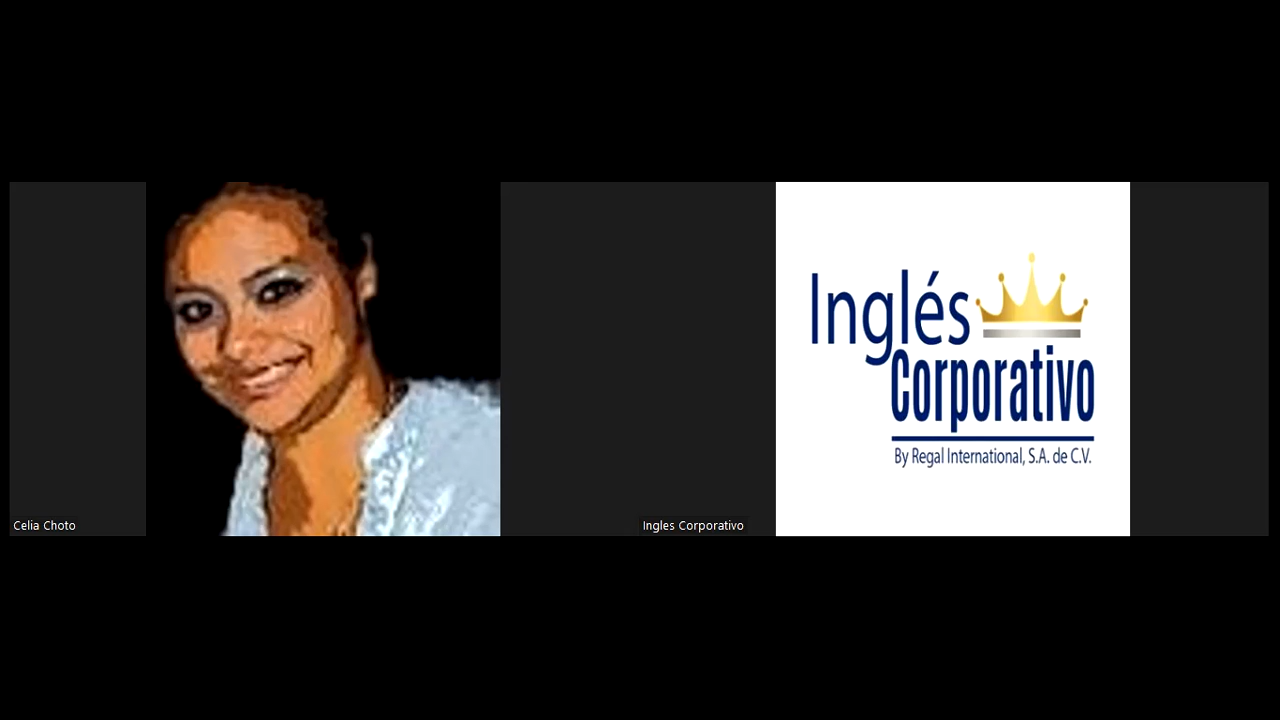 Inglés
Corporativo
By Regal International, S.A. de C.V.
Celia Choto
Ingles Corporativo